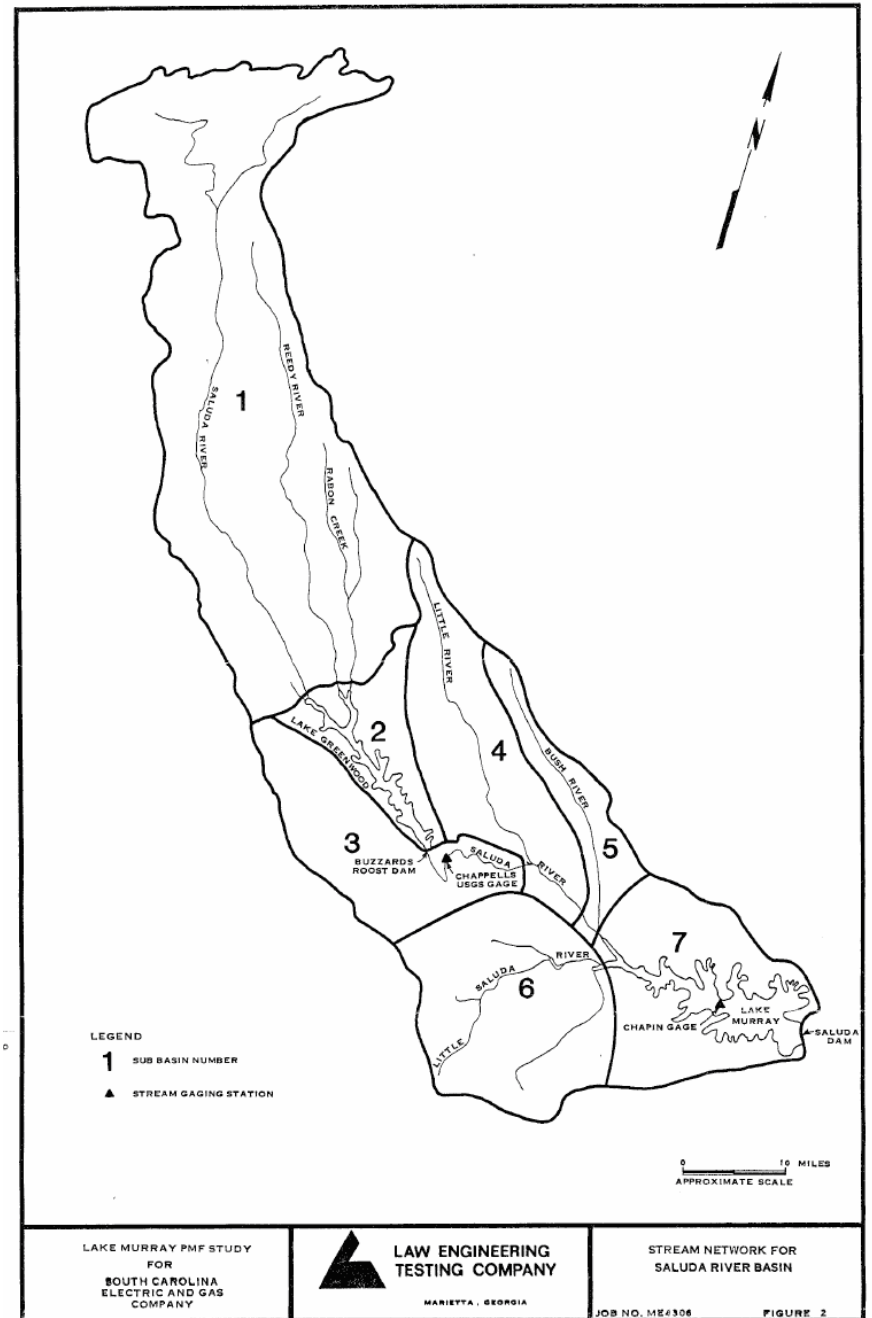 N
SALUDA RIVER
1
REEDY RIVER
RABON CREEK
LITTLE RIVER
2
LAKE GREENWOOD
4
BUSH RIVER
5
3
BUZZARDS
ROOST DAM
SALUDA RIVER
CHAPPELLS
USGS GAGE
7
LITTLE SALUDA RIVER
6
CHAPIN GAGE
LAKE
MURRAY
SALUDA
DAM
LEGEND
1 SUB BASIN NUMBER
STREAM GAGING STATION
0 10 MILES
APPROXIMATE SCALE
LAKE MURRAY PMF STUDY
FOR
SOUTH CAROLINA
ELECTRIC AND GAS
COMPANY
LAW ENGINEERING
TESTING COMPANY
MARIETTA, GEORGIA
STREAM NETWORK FOR
SALUDA RIVER BASIN
JOB NO. ME4306 FIGURE 2